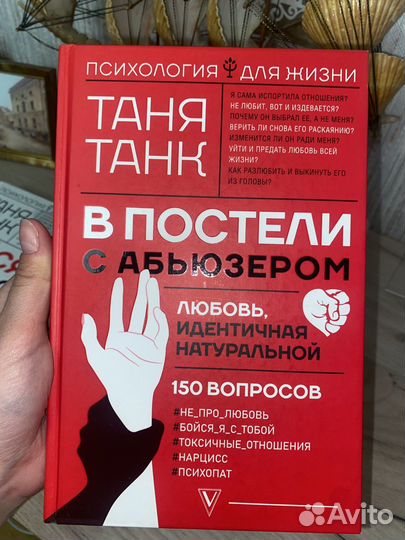 ПСИХОЛОГИЯ ДЛЯ ЖИЗНИ
ТАНЯ
ТАНК
Я САМА ИСПОРТИЛА ОТНОШЕНИЯ?
НЕ ЛЮБИТ, ВОТ И ИЗДЕВАЕТСЯ?
ПОЧЕМУ ОН ВЫБРАЛ ЕЕ, А НЕ МЕНЯ?
ВЕРИТЬ ЛИ СНОВА ЕГО РАСКАЯНИЮ?
ИЗМЕНИТСЯ ЛИ ОН РАДИ МЕНЯ?
УЙТИ И ПРЕДАТЬ ЛЮБОВЬ ВСЕЙ
ЖИЗНИ?
КАК РАЗЛЮБИТЬ И ВЫКИНУТЬ ЕГО
ИЗ ГОЛОВЫ?
В ПОСТЕЛИ
С АБЬЮЗЕРОМ
ЛЮБОВЬ,
ИДЕНТИЧНАЯ
НАТУРАЛЬНОЙ
150 ВОПРОСОВ
#НЕ_ПРО_ЛЮБОВЬ
#БОЙСЯ_Я_С_ТОБОЙ
#ТОКСИЧНЫЕ_ОТНОШЕНИЯ
#НАРЦИСС
#ПСИХОПАТ
V
Avito